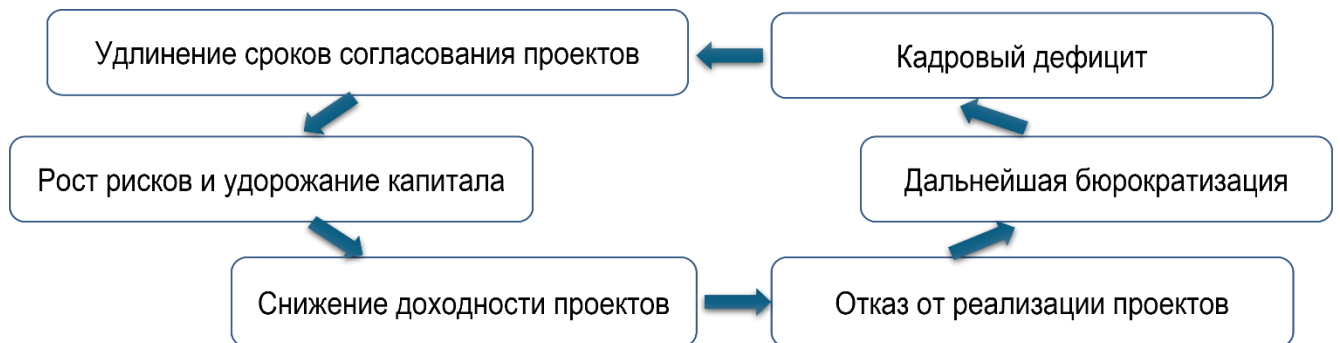 Удлинение сроков согласования проектов
Кадровый дефицит
Рост рисков и удорожание капитала
Дальнейшая бюрократизация
Снижение доходности проектов
Отказ от реализации проектов